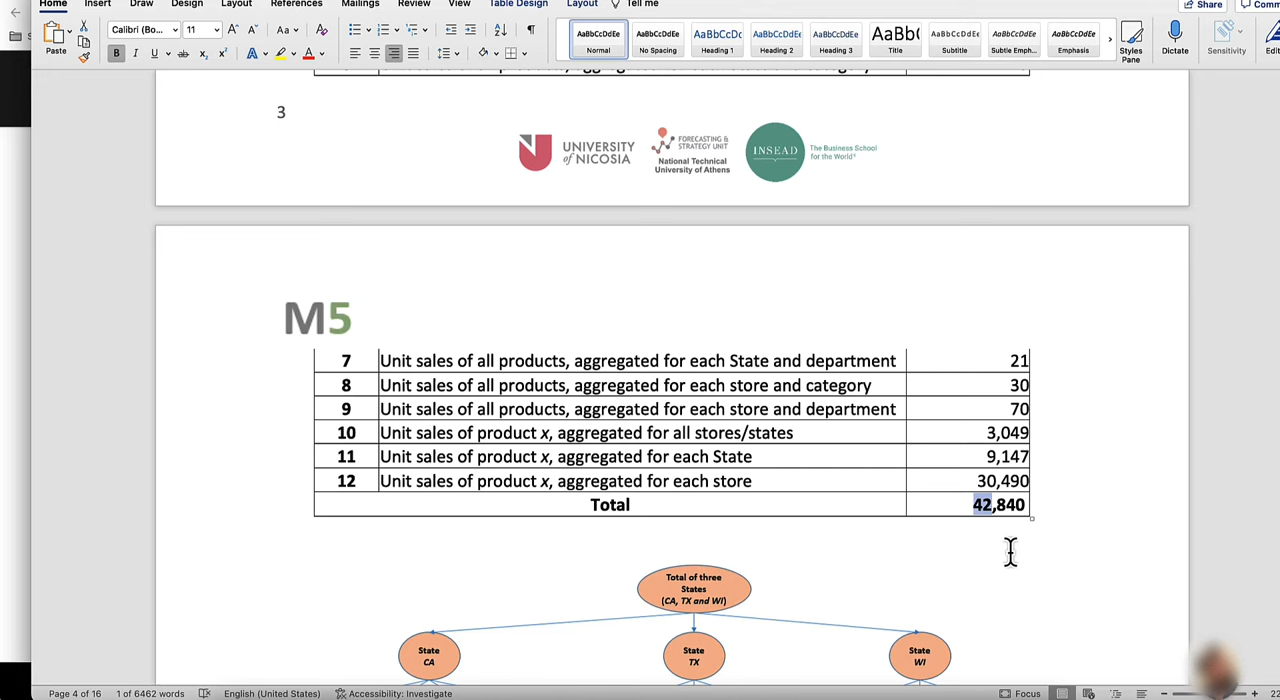 Home Insert Draw Design Layout References Mailings Review View Table Design Layout Tell me Share
Paste Calibri (Bo... 11 Aa
B I U ab x₂ x² A A
AaBbCcDdEe AaBbCcDdEe AaBbCcDc AaBbCcDdEe AaBbCcDdEe AaBb( AaBbCcDdEe AaBbCcDdEe AaBbCcDdEe
Normal No Spacing Heading 1 Heading 2 Heading 3 Title Subtitle Subtle Emph... Emphasis
Styles Pane Dictate Sensitivity
3
UNIVERSITY
of NICOSIA
FORECASTING &
STRATEGY UNIT
National Technical
University of Athens
INSEAD
The Business School
for the World®
M5
7 Unit sales of all products, aggregated for each State and department 21
8 Unit sales of all products, aggregated for each store and category 30
9 Unit sales of all products, aggregated for each store and department 70
10 Unit sales of product x, aggregated for all stores/states 3,049
11 Unit sales of product x, aggregated for each State 9,147
12 Unit sales of product x, aggregated for each store 30,490
Total 42,840
Total of three
States
(CA, TX and WI)
State
CA
State
TX
State
WI
Page 4 of 16 1 of 6462 words English (United States) Accessibility: Investigate Focus